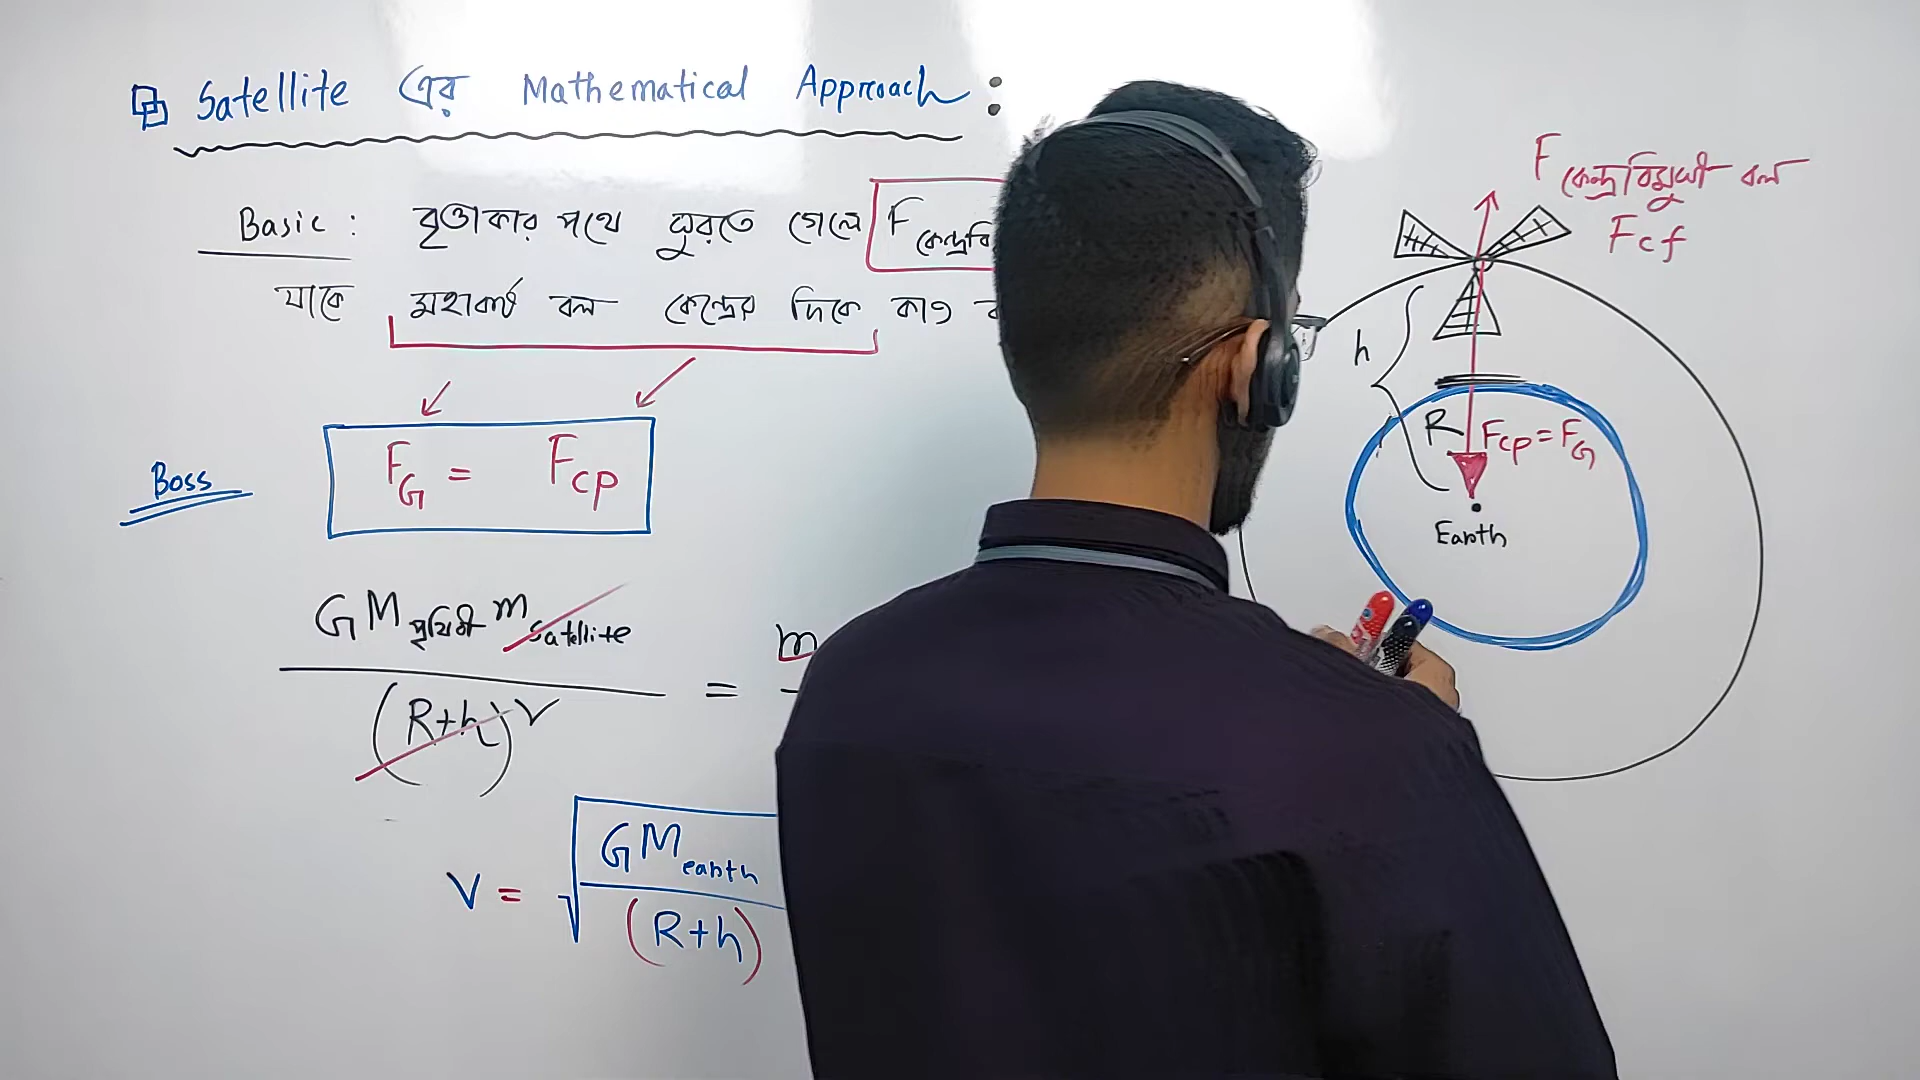 Satellite এর Mathematical Approach :
Basic : বৃত্তাকার পথে ঘুরতে গেলে F
যাকে মহাকর্ষ বল কেন্দ্রের দিকে কাজ
Boss
F_G = F_cp
GM পৃথিবী m satellite
= m
(R+h)²
V = √ GM earth
(R+h)
F কেন্দ্রবিমুখী বল
Fcf
h
R
Fcp = F_G
Earth